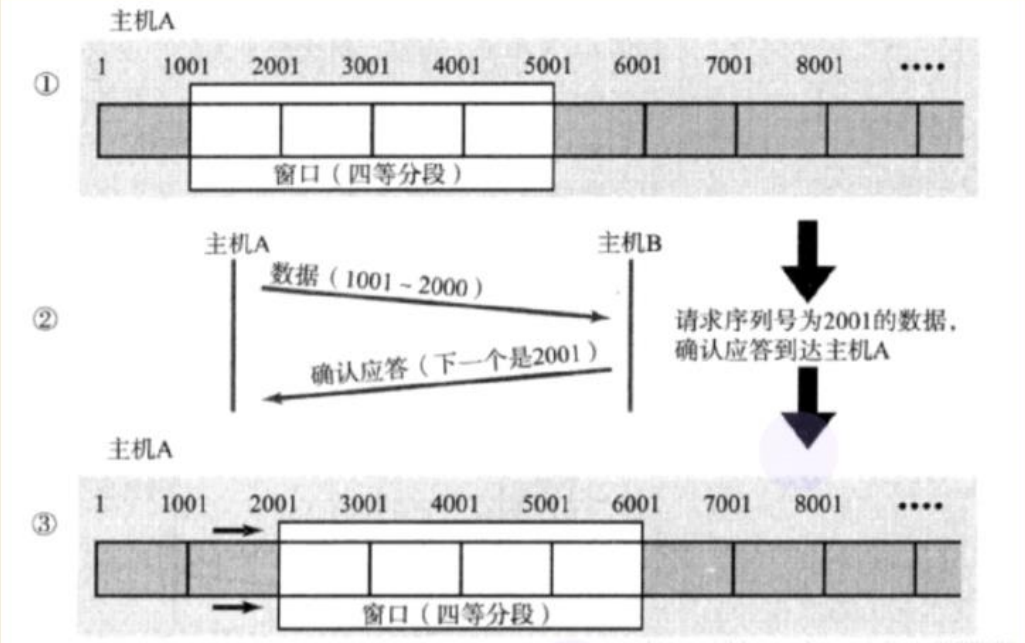 主机A
① 1 1001 2001 3001 4001 5001 6001 7001 8001 ····
窗口（四等分段）
主机A 主机B
② 数据（1001～2000）
确认应答（下一个是2001）
请求序列号为2001的数据，
确认应答到达主机A
主机A
③ 1 1001 2001 3001 4001 5001 6001 7001 8001 ····
窗口（四等分段）